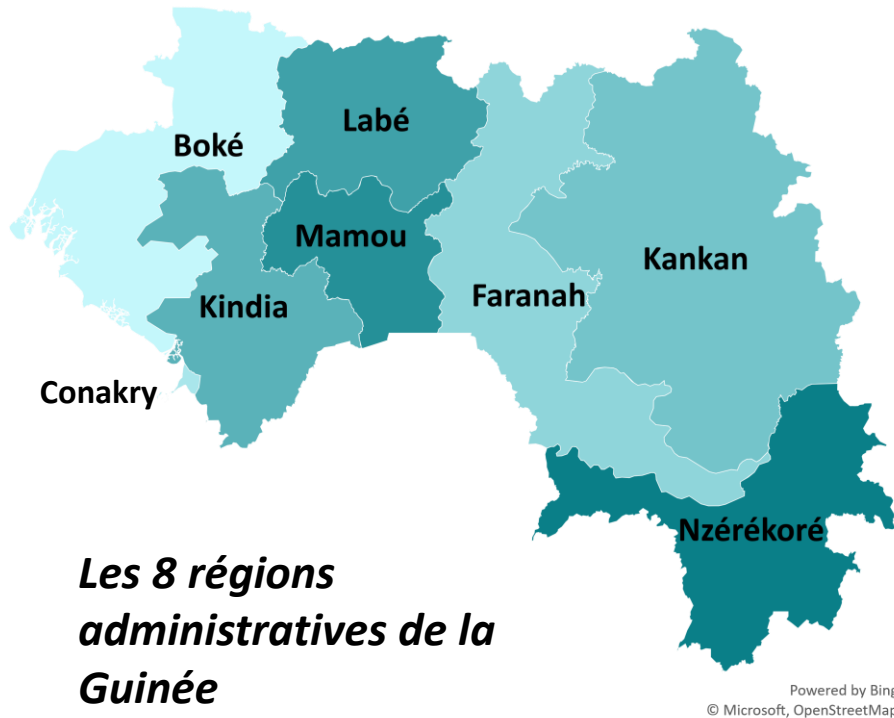 Labé
Boké
Mamou
Kankan
Faranah
Kindia
Conakry
Nzérékoré
Les 8 régions
administratives de la
Guinée
Powered by Bing
© Microsoft, OpenStreetMap